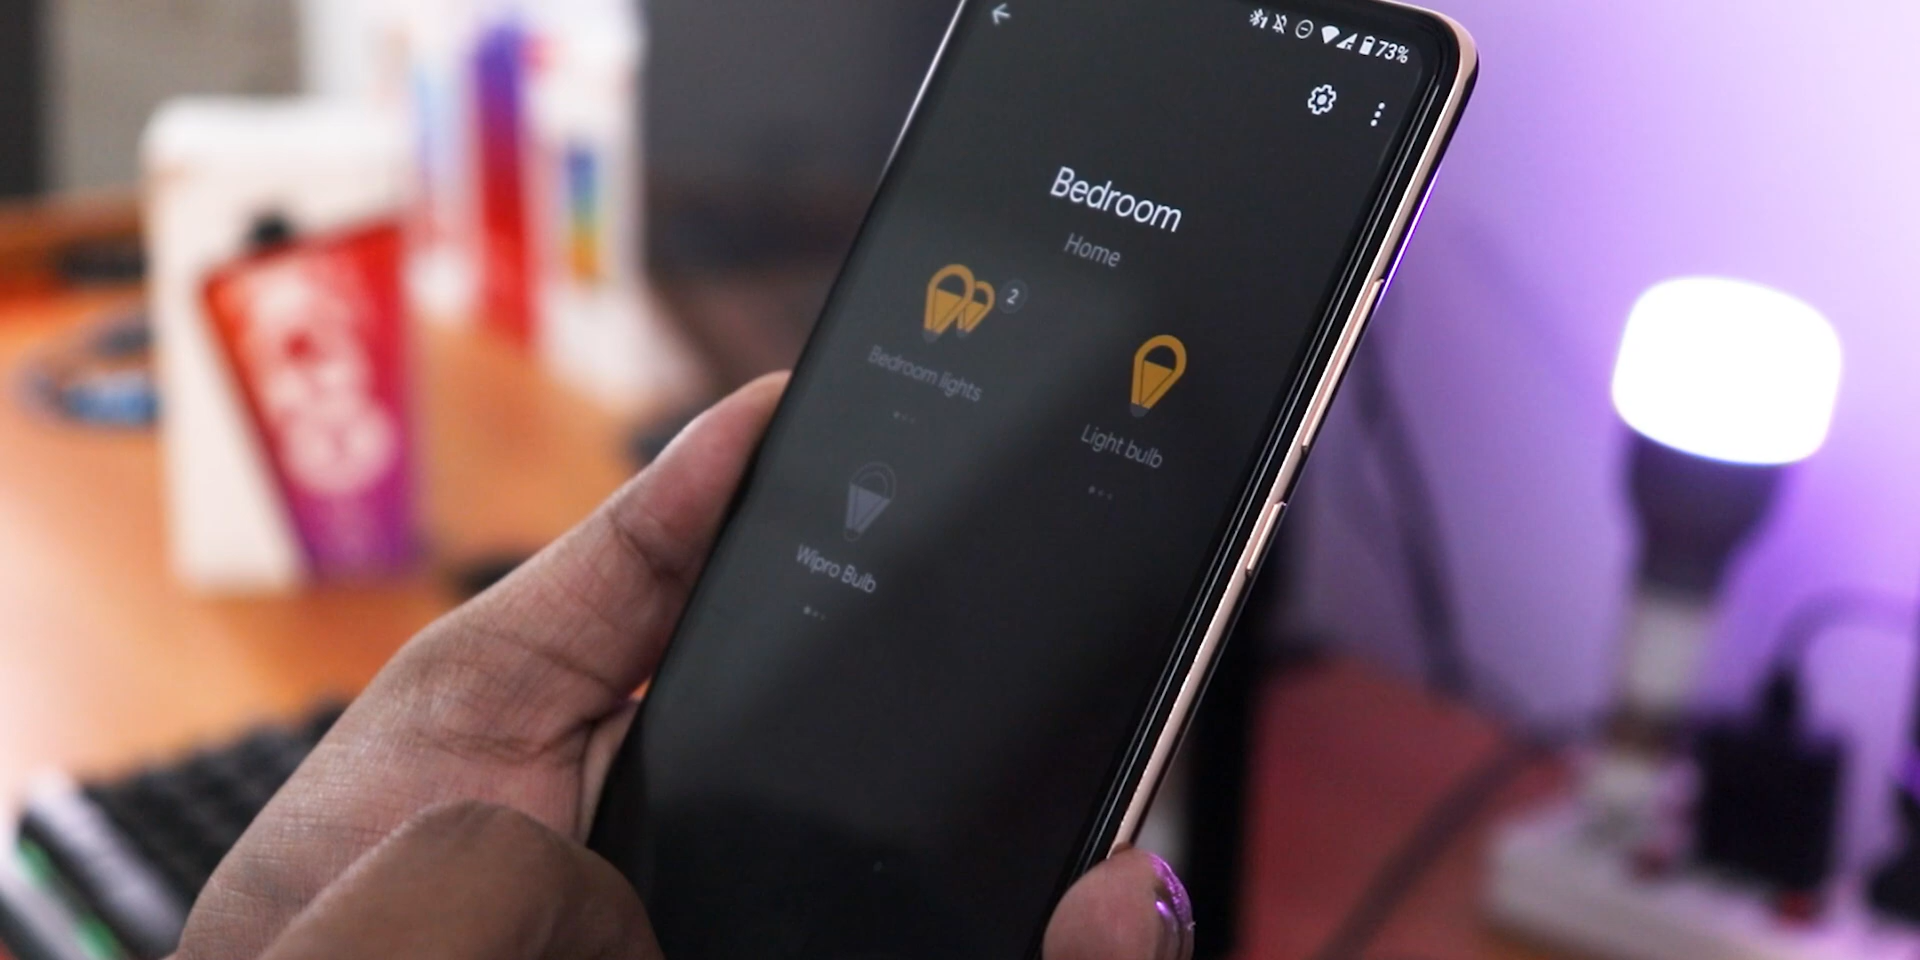 73%
Bedroom
Home
2
Bedroom lights
Light bulb
Wipro Bulb